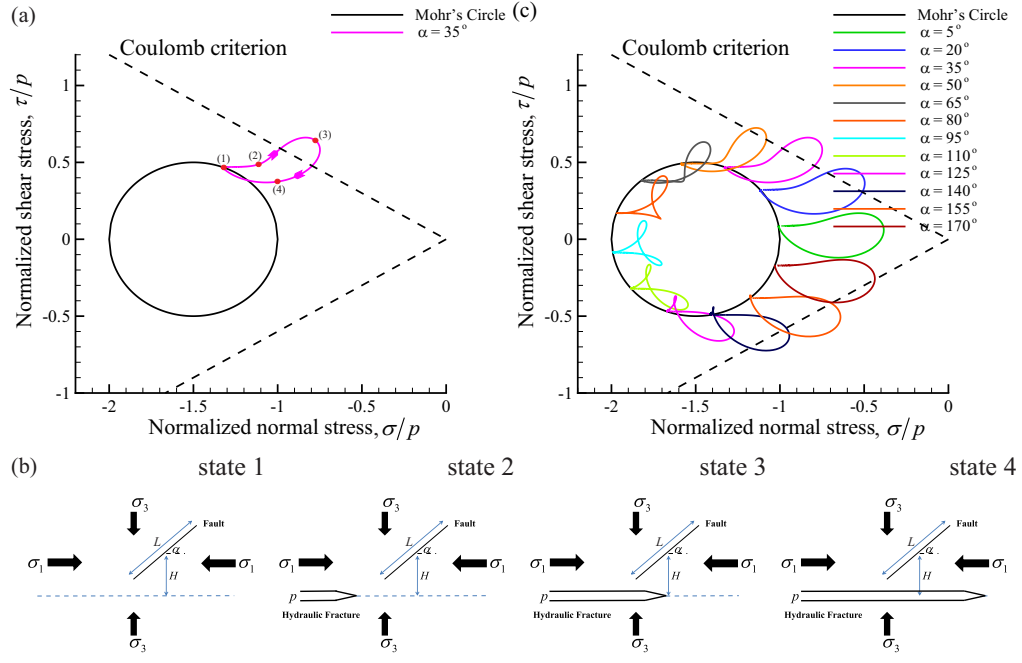 (a)
Mohr's Circle
α = 35°
Coulomb criterion
Normalized shear stress, τ/p
1
0.5
0
-0.5
-1
(1)
(2)
(3)
(4)
-2
-1.5
-1
-0.5
0
Normalized normal stress, σ/p
(c)
Mohr's Circle
α = 5°
α = 20°
α = 35°
α = 50°
α = 65°
α = 80°
α = 95°
α = 110°
α = 125°
α = 140°
α = 155°
α = 170°
Coulomb criterion
Normalized shear stress, τ/p
1
0.5
0
-0.5
-1
-2
-1.5
-1
-0.5
0
Normalized normal stress, σ/p
(b)
state 1
state 2
state 3
state 4
σ3
Fault
L
α
σ1
σ1
H
σ3
σ3
Fault
L
α
σ1
σ1
H
p
Hydraulic Fracture
σ3
σ3
Fault
L
α
σ1
σ1
H
p
Hydraulic Fracture
σ3
σ3
Fault
L
α
σ1
σ1
H
p
Hydraulic Fracture
σ3